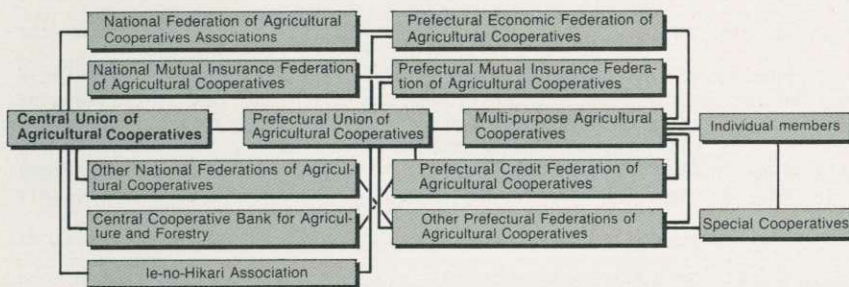 National Federation of Agricultural
Cooperatives Associations
Prefectural Economic Federation of
Agricultural Cooperatives
National Mutual Insurance Federation
of Agricultural Cooperatives
Prefectural Mutual Insurance Federa-
tion of Agricultural Cooperatives
Central Union of
Agricultural Cooperatives
Prefectural Union of
Agricultural Cooperatives
Multi-purpose Agricultural
Cooperatives
Individual members
Other National Federations of Agricul-
tural Cooperatives
Prefectural Credit Federation of
Agricultural Cooperatives
Central Cooperative Bank for Agricul-
ture and Forestry
Other Prefectural Federations of
Agricultural Cooperatives
Special Cooperatives
Ie-no-Hikari Association